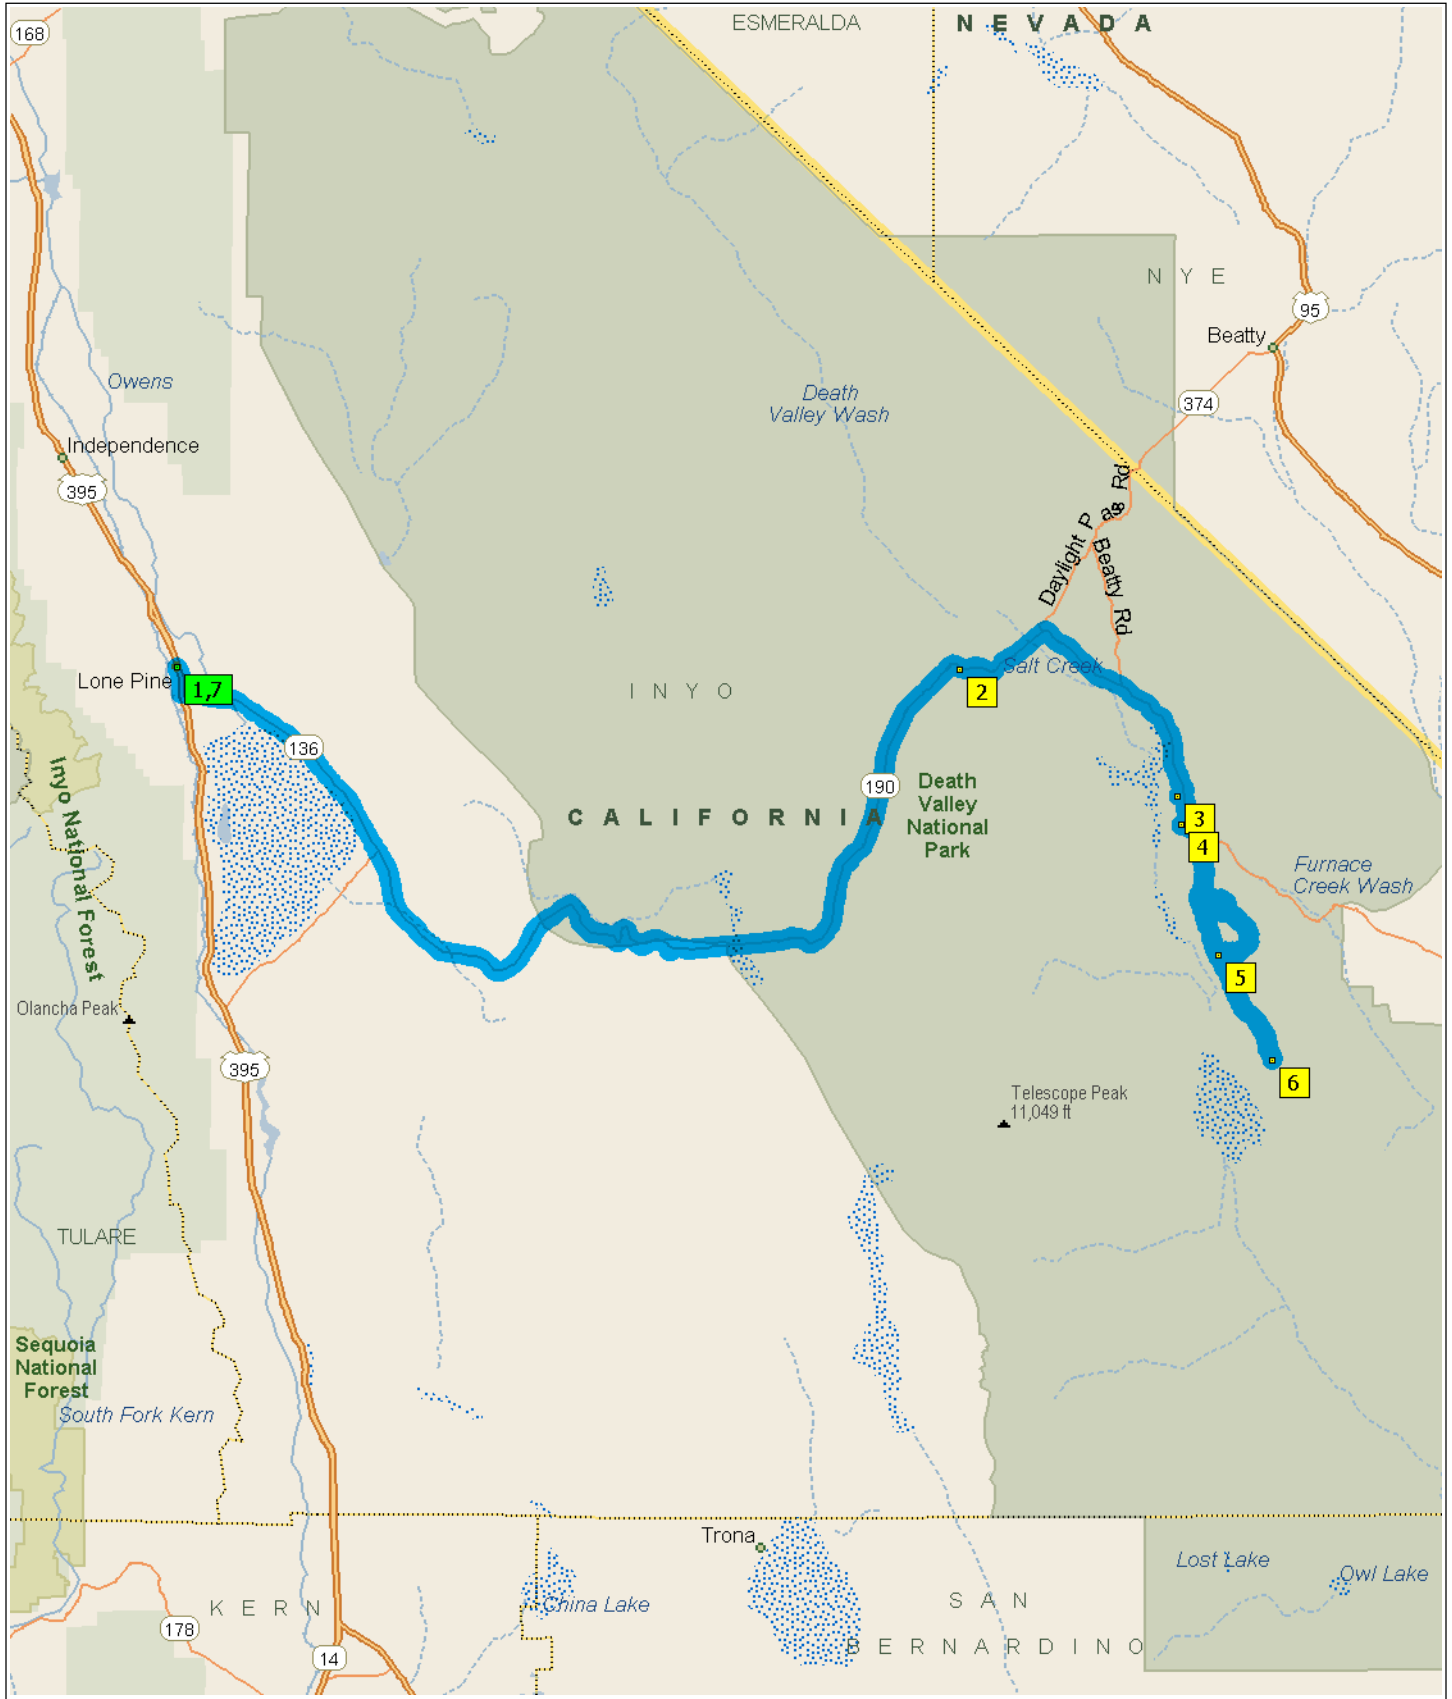 168
ESMERALDA
NEVADA
NYE
95
Beatty
374
Owens
Death
Valley Wash
Independence
395
Daylight Pass Rd
Beatty Rd
Lone Pine
1,7
INYO
2
Salt Creek
136
190
Inyo National Forest
CALIFORNIA
Death
Valley
National
Park
3
4
Furnace
Creek Wash
5
Olancha Peak
395
6
Telescope Peak
11,049 ft
TULARE
Sequoia
National
Forest
South Fork Kern
Trona
Lost Lake
Owl Lake
KERN
China Lake
SAN
BERNARDINO
178
14